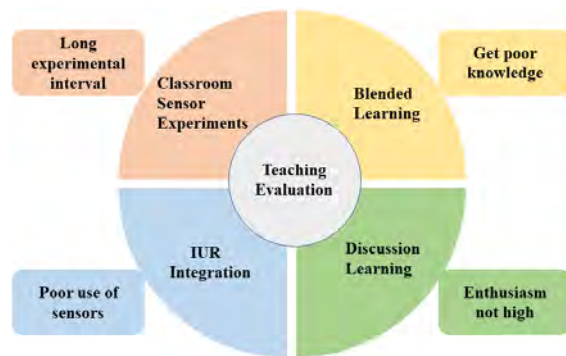 Long
experimental
interval
Classroom
Sensor
Experiments
Blended
Learning
Get poor
knowledge
Teaching
Evaluation
IUR
Integration
Discussion
Learning
Poor use of
sensors
Enthusiasm
not high